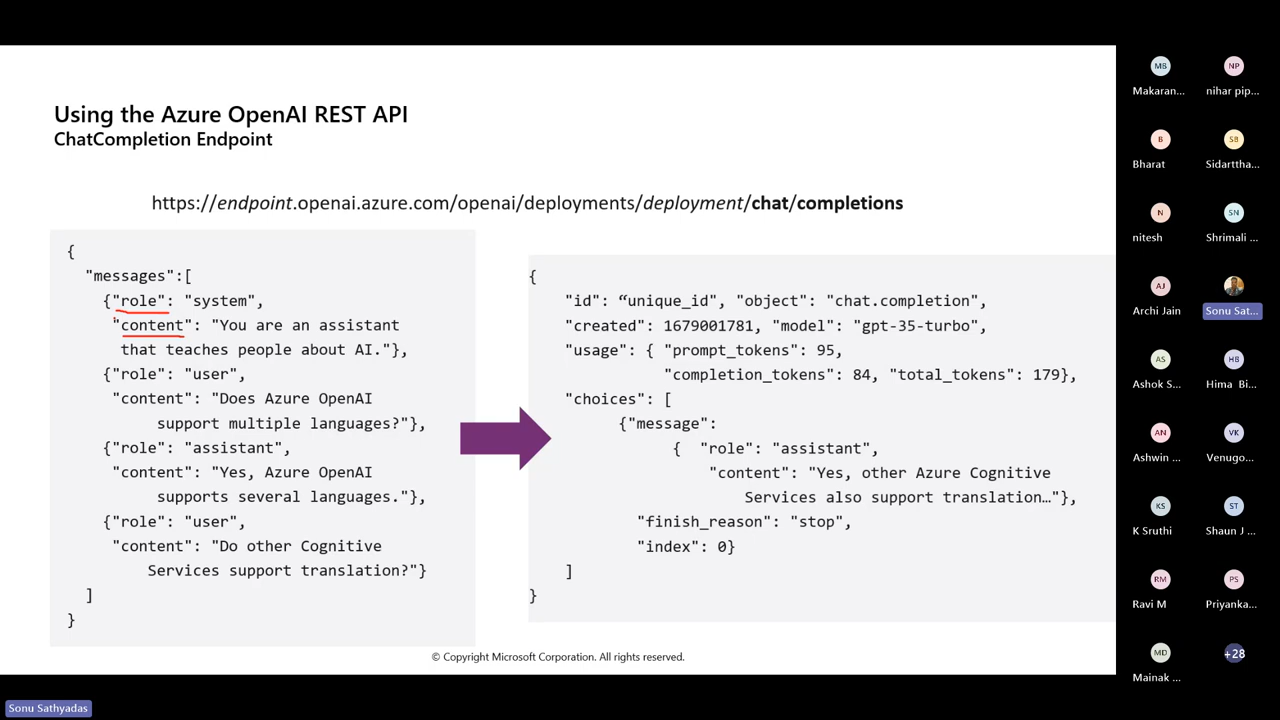 Using the Azure OpenAI REST API
ChatCompletion Endpoint
https://endpoint.openai.azure.com/openai/deployments/deployment/chat/completions
{
"messages":[
{"role": "system",
"content": "You are an assistant
that teaches people about AI."},
{"role": "user",
"content": "Does Azure OpenAI
support multiple languages?"},
{"role": "assistant",
"content": "Yes, Azure OpenAI
supports several languages."},
{"role": "user",
"content": "Do other Cognitive
Services support translation?"}
]
}
{
"id": “unique_id", "object": "chat.completion",
"created": 1679001781, "model": "gpt-35-turbo",
"usage": { "prompt_tokens": 95,
"completion_tokens": 84, "total_tokens": 179},
"choices": [
{"message":
{ "role": "assistant",
"content": "Yes, other Azure Cognitive
Services also support translation…"},
"finish_reason": "stop",
"index": 0}
]
}
© Copyright Microsoft Corporation. All rights reserved.
MB
Makaran...
NP
nihar pip...
B
Bharat
SB
Sidarttha...
N
nitesh
SN
Shrimali ...
AJ
Archi Jain
Sonu Sat...
AS
Ashok S...
HB
Hima Bi...
AN
Ashwin ...
VK
Venugo...
KS
K Sruthi
ST
Shaun J ...
RM
Ravi M
PS
Priyanka...
MD
Mainak ...
+28
Sonu Sathyadas